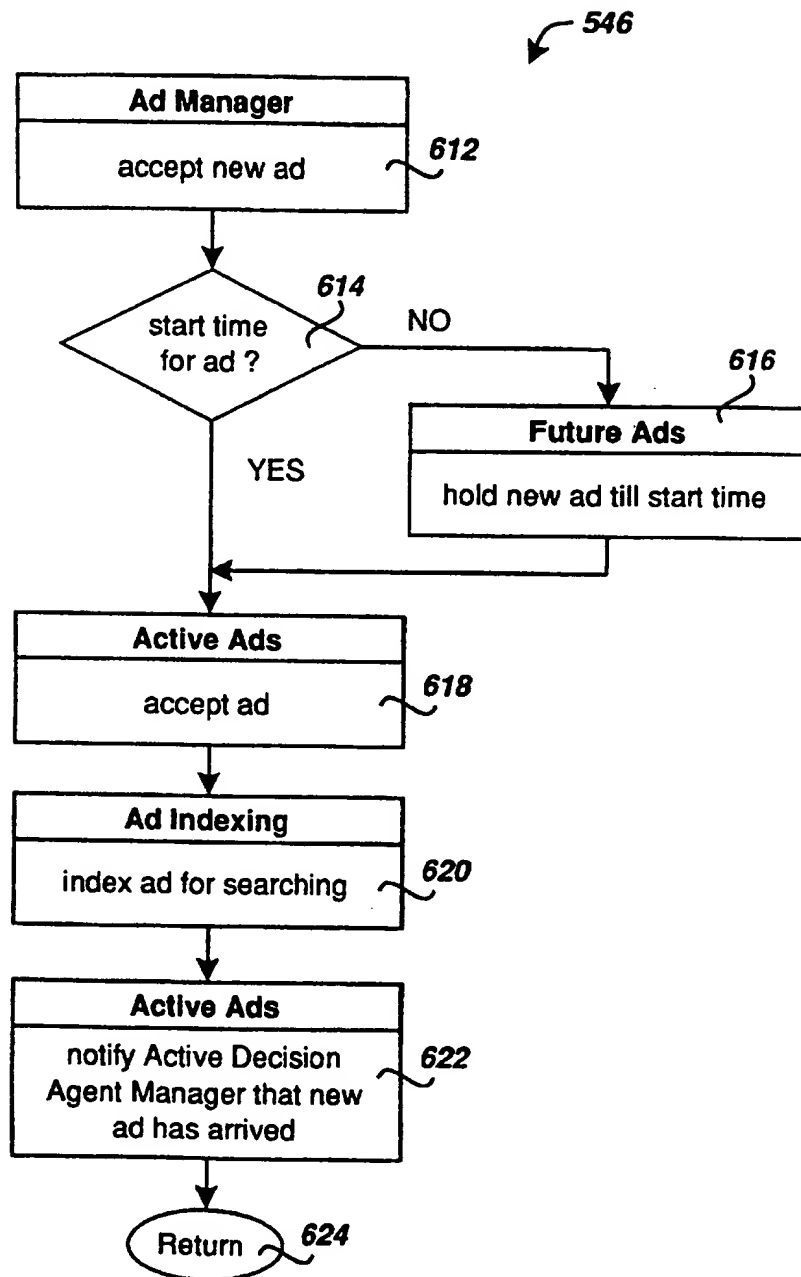 546
Ad Manager
accept new ad
612
start time
for ad ?
614
NO
YES
616
Future Ads
hold new ad till start time
Active Ads
accept ad
618
Ad Indexing
index ad for searching
620
Active Ads
notify Active Decision
Agent Manager that new
ad has arrived
622
Return
624